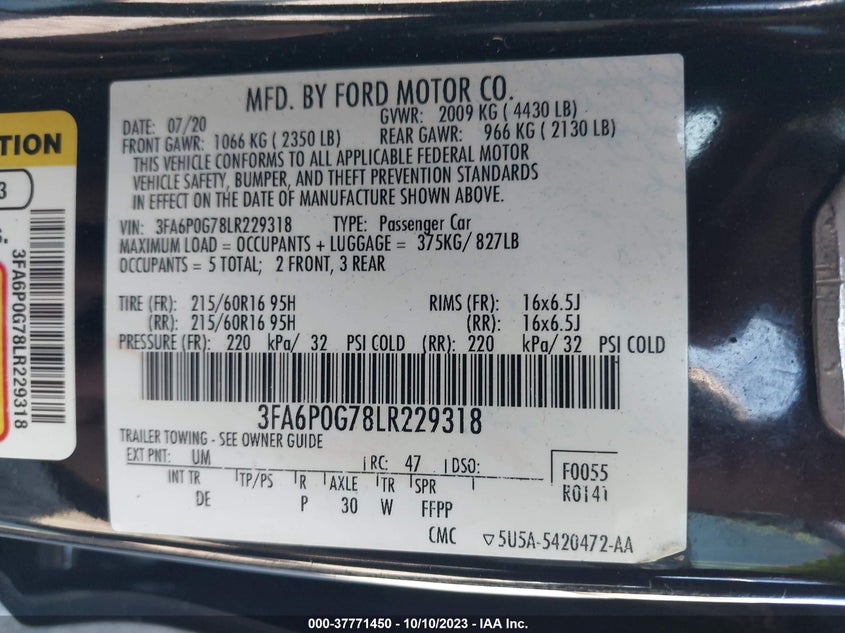 MFD. BY FORD MOTOR CO.
DATE: 07/20 GVWR: 2009 KG ( 4430 LB)
FRONT GAWR: 1066 KG ( 2350 LB) REAR GAWR: 966 KG ( 2130 LB)
THIS VEHICLE CONFORMS TO ALL APPLICABLE FEDERAL MOTOR
VEHICLE SAFETY, BUMPER, AND THEFT PREVENTION STANDARDS
IN EFFECT ON THE DATE OF MANUFACTURE SHOWN ABOVE.
VIN: 3FA6P0G78LR229318 TYPE: Passenger Car
MAXIMUM LOAD = OCCUPANTS + LUGGAGE = 375KG/ 827LB
OCCUPANTS = 5 TOTAL; 2 FRONT, 3 REAR
TIRE (FR): 215/60R16 95H RIMS (FR): 16x6.5J
(RR): 215/60R16 95H (RR): 16x6.5J
PRESSURE (FR): 220 kPa/ 32 PSI COLD (RR): 220 kPa/ 32 PSI COLD
3FA6P0G78LR229318
TRAILER TOWING - SEE OWNER GUIDE
EXT PNT: UM RC: 47 DSO: F0055
INT TR TP/PS R AXLE TR SPR R0141
DE P 30 W FFPP
CMC ▽5U5A-5420472-AA
TION
3
3FA6P0G78LR229318
000-37771450 - 10/10/2023 - IAA Inc.